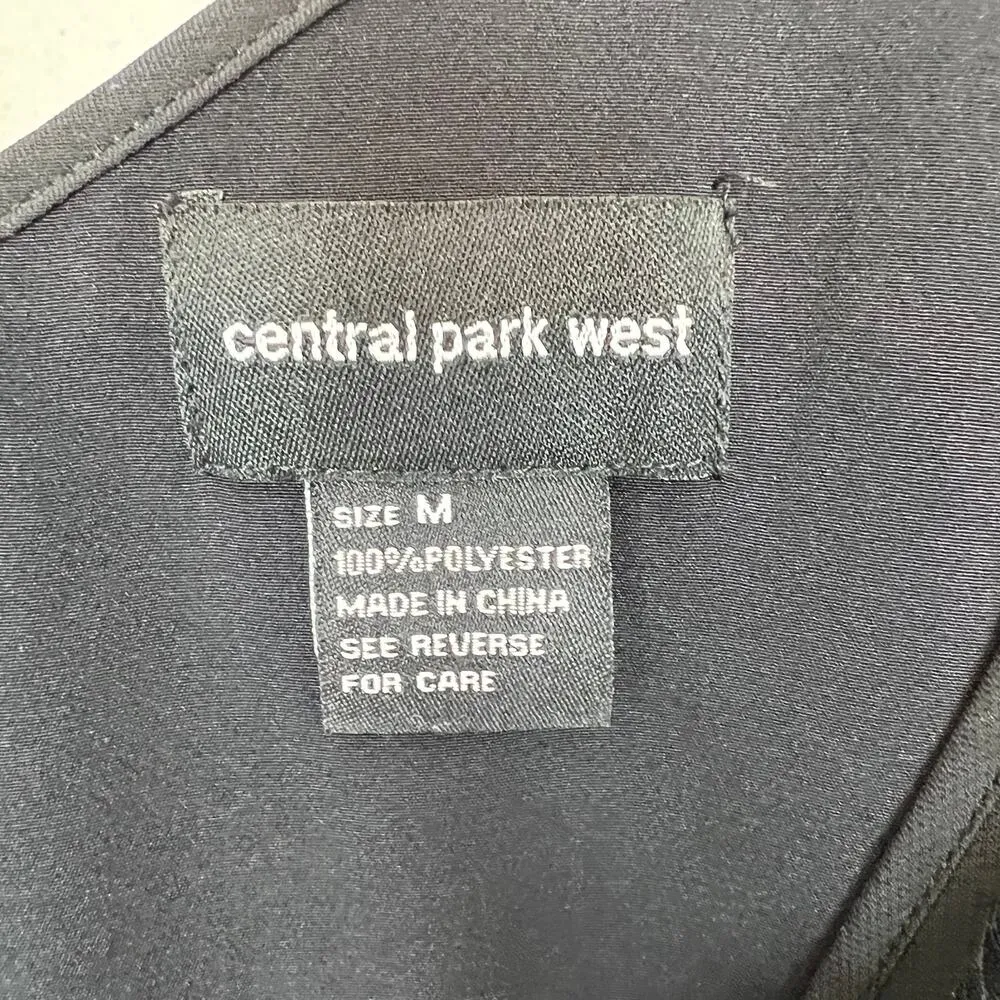 central park west
SIZE M
100%POLYESTER
MADE IN CHINA
SEE REVERSE
FOR CARE